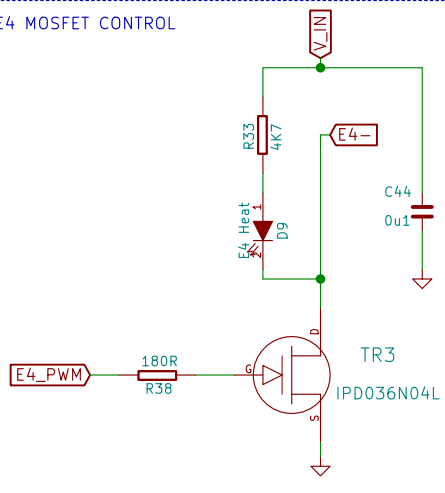 E4 MOSFET CONTROL
V_IN
R33
4K7
E4-
C44
0u1
1
E4 Heat
D9
2
D
TR3
E4_PWM
180R
R38
G
IPD036N04L
S